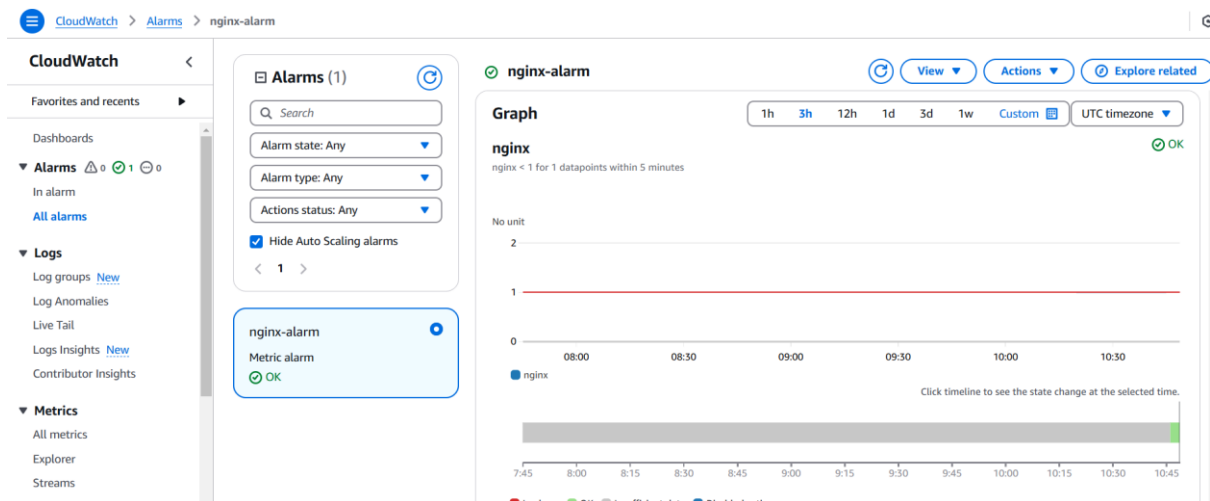 CloudWatch > Alarms > nginx-alarm
CloudWatch
Favorites and recents
Dashboards
Alarms 0 1 0
In alarm
All alarms
Logs
Log groups New
Log Anomalies
Live Tail
Logs Insights New
Contributor Insights
Metrics
All metrics
Explorer
Streams
Alarms (1)
Search
Alarm state: Any
Alarm type: Any
Actions status: Any
Hide Auto Scaling alarms
< 1 >
nginx-alarm
Metric alarm
OK
nginx-alarm
View
Actions
Explore related
Graph
1h 3h 12h 1d 3d 1w Custom UTC timezone
nginx
OK
nginx < 1 for 1 datapoints within 5 minutes
No unit
2
1
0
08:00 08:30 09:00 09:30 10:00 10:30
nginx
Click timeline to see the state change at the selected time.
7:45 8:00 8:15 8:30 8:45 9:00 9:15 9:30 9:45 10:00 10:15 10:30 10:45